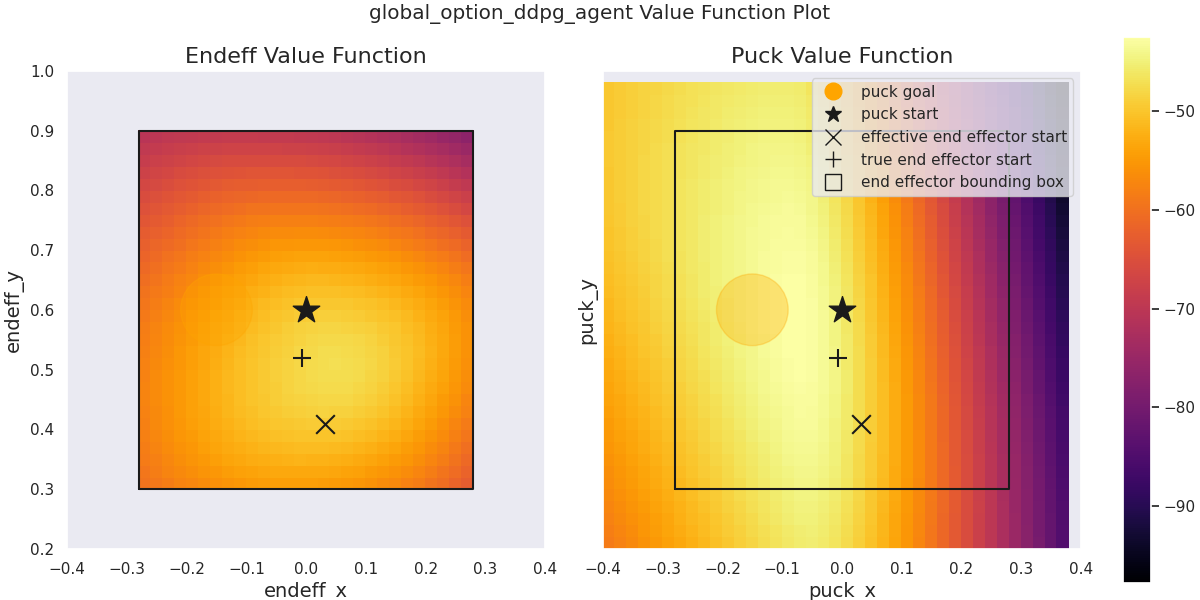 global_option_ddpg_agent Value Function Plot
Endeff Value Function
endeff_y
1.0
0.9
0.8
0.7
0.6
0.5
0.4
0.3
0.2
−0.4 −0.3 −0.2 −0.1 0.0 0.1 0.2 0.3 0.4
endeff_x
Puck Value Function
puck_y
puck goal
puck start
effective end effector start
true end effector start
end effector bounding box
−0.4 −0.3 −0.2 −0.1 0.0 0.1 0.2 0.3 0.4
puck_x
−50
−60
−70
−80
−90